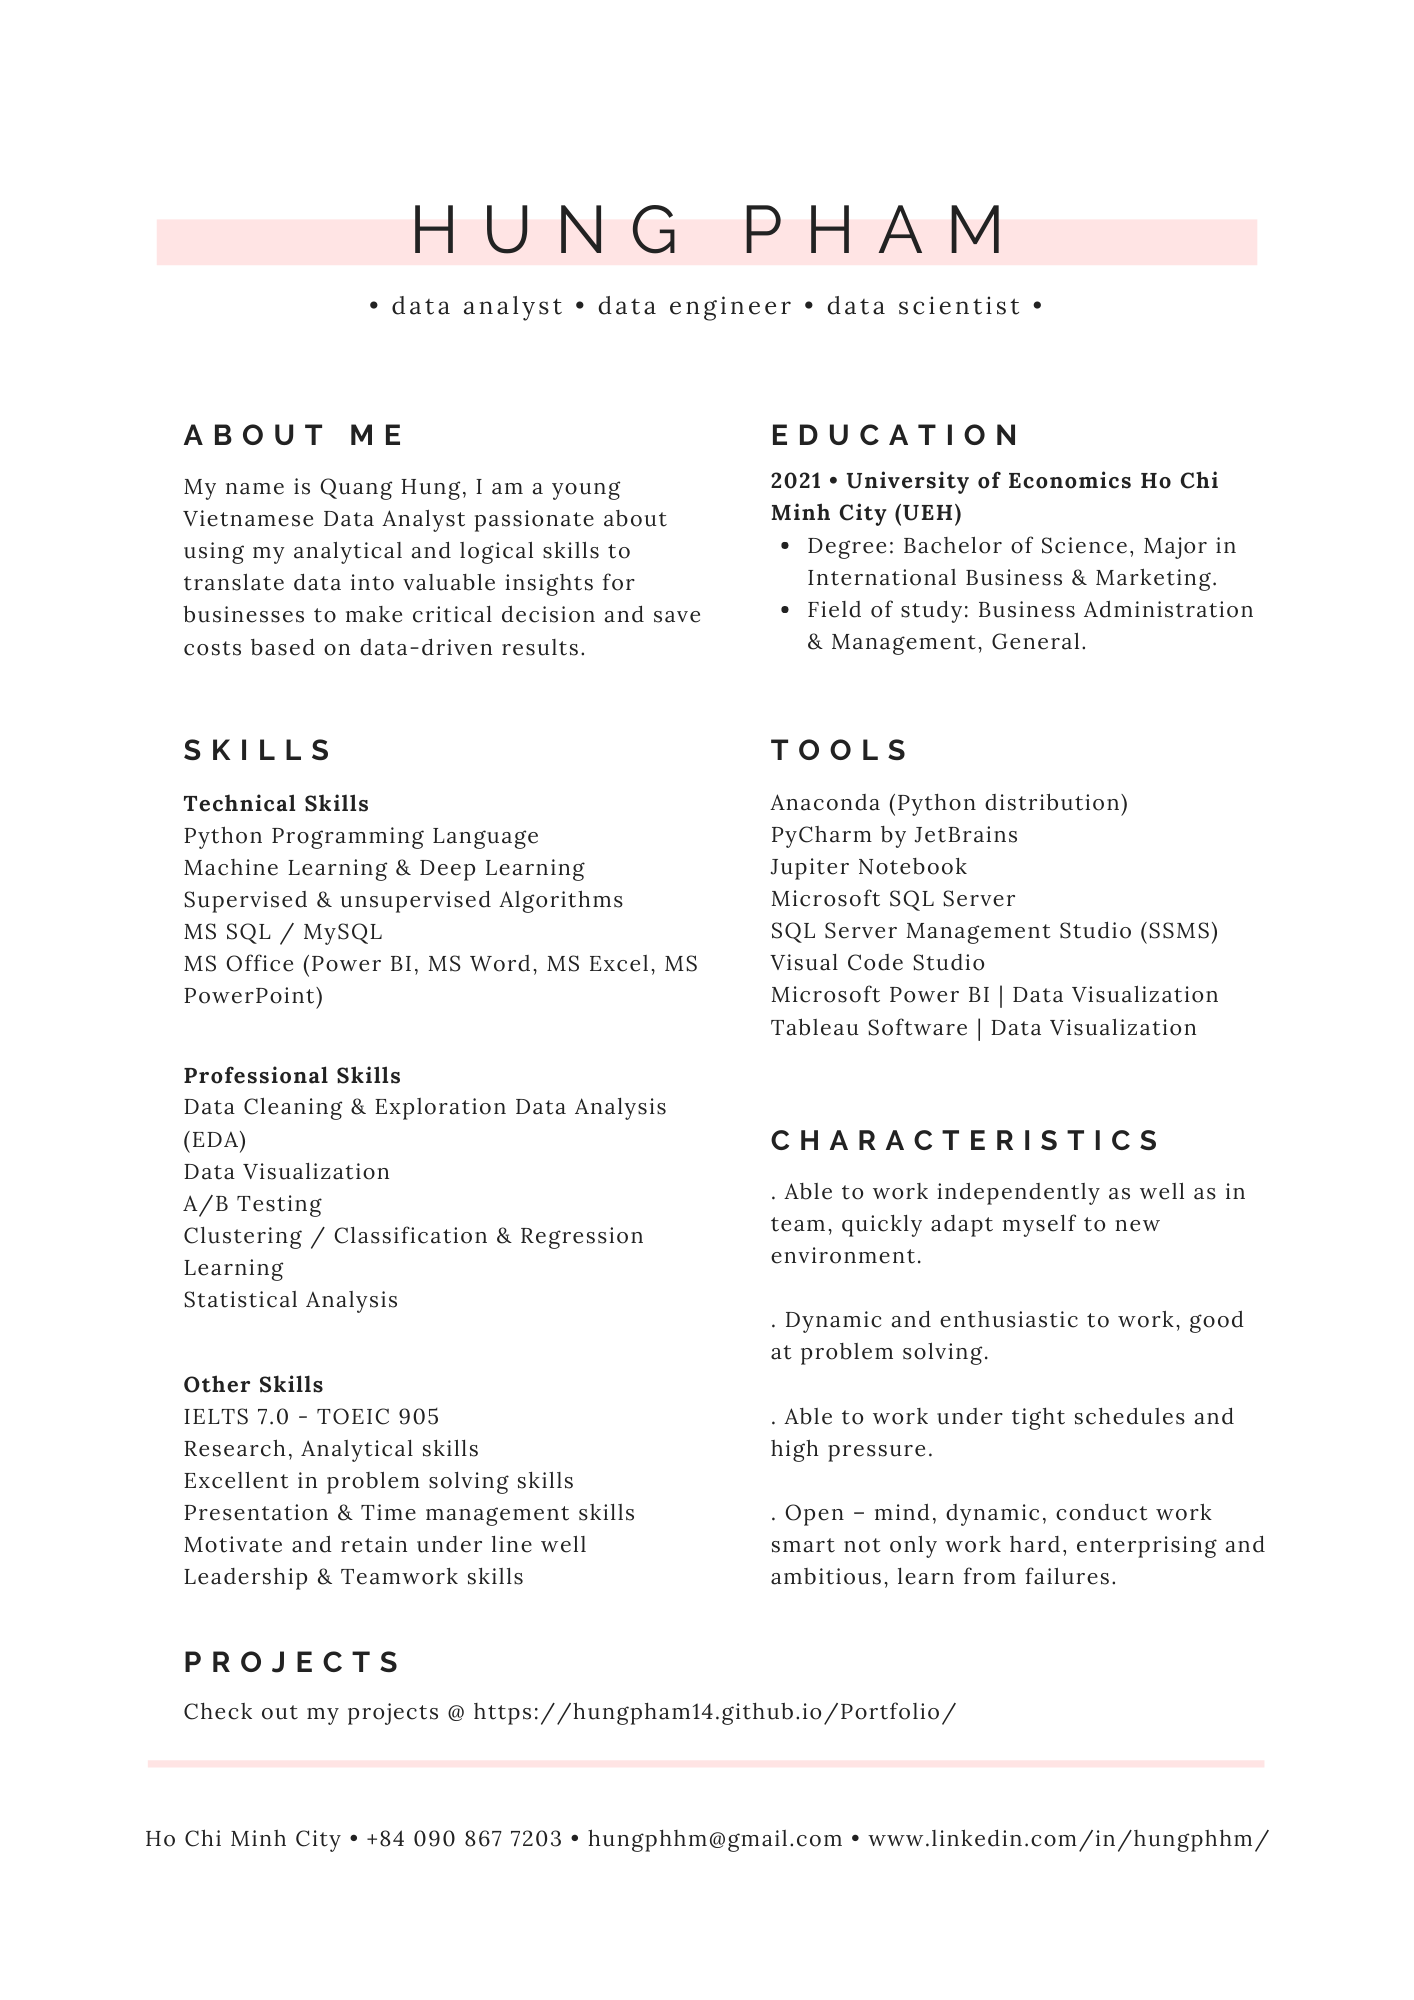 HUNG PHAM
• data analyst • data engineer • data scientist •
ABOUT ME
My name is Quang Hung, I am a young
Vietnamese Data Analyst passionate about
using my analytical and logical skills to
translate data into valuable insights for
businesses to make critical decision and save
costs based on data-driven results.
EDUCATION
2021 • University of Economics Ho Chi
Minh City (UEH)
• Degree: Bachelor of Science, Major in
International Business & Marketing.
• Field of study: Business Administration
& Management, General.
SKILLS
Technical Skills
Python Programming Language
Machine Learning & Deep Learning
Supervised & unsupervised Algorithms
MS SQL / MySQL
MS Office (Power BI, MS Word, MS Excel, MS
PowerPoint)
Professional Skills
Data Cleaning & Exploration Data Analysis
(EDA)
Data Visualization
A/B Testing
Clustering / Classification & Regression
Learning
Statistical Analysis
Other Skills
IELTS 7.0 - TOEIC 905
Research, Analytical skills
Excellent in problem solving skills
Presentation & Time management skills
Motivate and retain under line well
Leadership & Teamwork skills
TOOLS
Anaconda (Python distribution)
PyCharm by JetBrains
Jupiter Notebook
Microsoft SQL Server
SQL Server Management Studio (SSMS)
Visual Code Studio
Microsoft Power BI | Data Visualization
Tableau Software | Data Visualization
CHARACTERISTICS
. Able to work independently as well as in
team, quickly adapt myself to new
environment.
. Dynamic and enthusiastic to work, good
at problem solving.
. Able to work under tight schedules and
high pressure.
. Open – mind, dynamic, conduct work
smart not only work hard, enterprising and
ambitious, learn from failures.
PROJECTS
Check out my projects @ https://hungpham14.github.io/Portfolio/
Ho Chi Minh City • +84 090 867 7203 • hungphhm@gmail.com • www.linkedin.com/in/hungphhm/